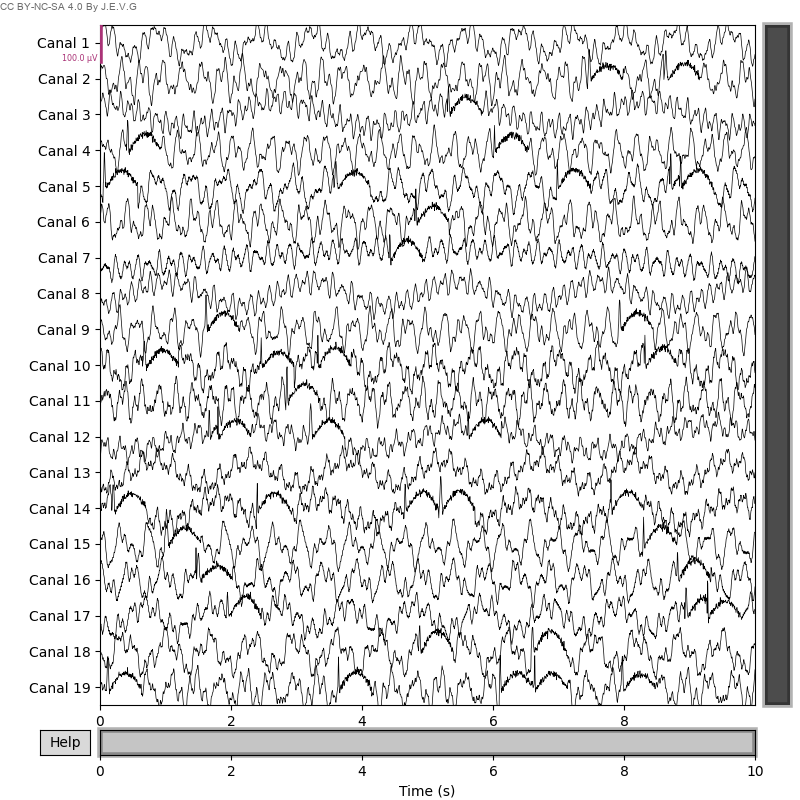 CC BY-NC-SA 4.0 By J.E.V.G
Canal 1
100.0 µV
Canal 2
Canal 3
Canal 4
Canal 5
Canal 6
Canal 7
Canal 8
Canal 9
Canal 10
Canal 11
Canal 12
Canal 13
Canal 14
Canal 15
Canal 16
Canal 17
Canal 18
Canal 19
0 2 4 6 8
Help
0 2 4 6 8 10
Time (s)